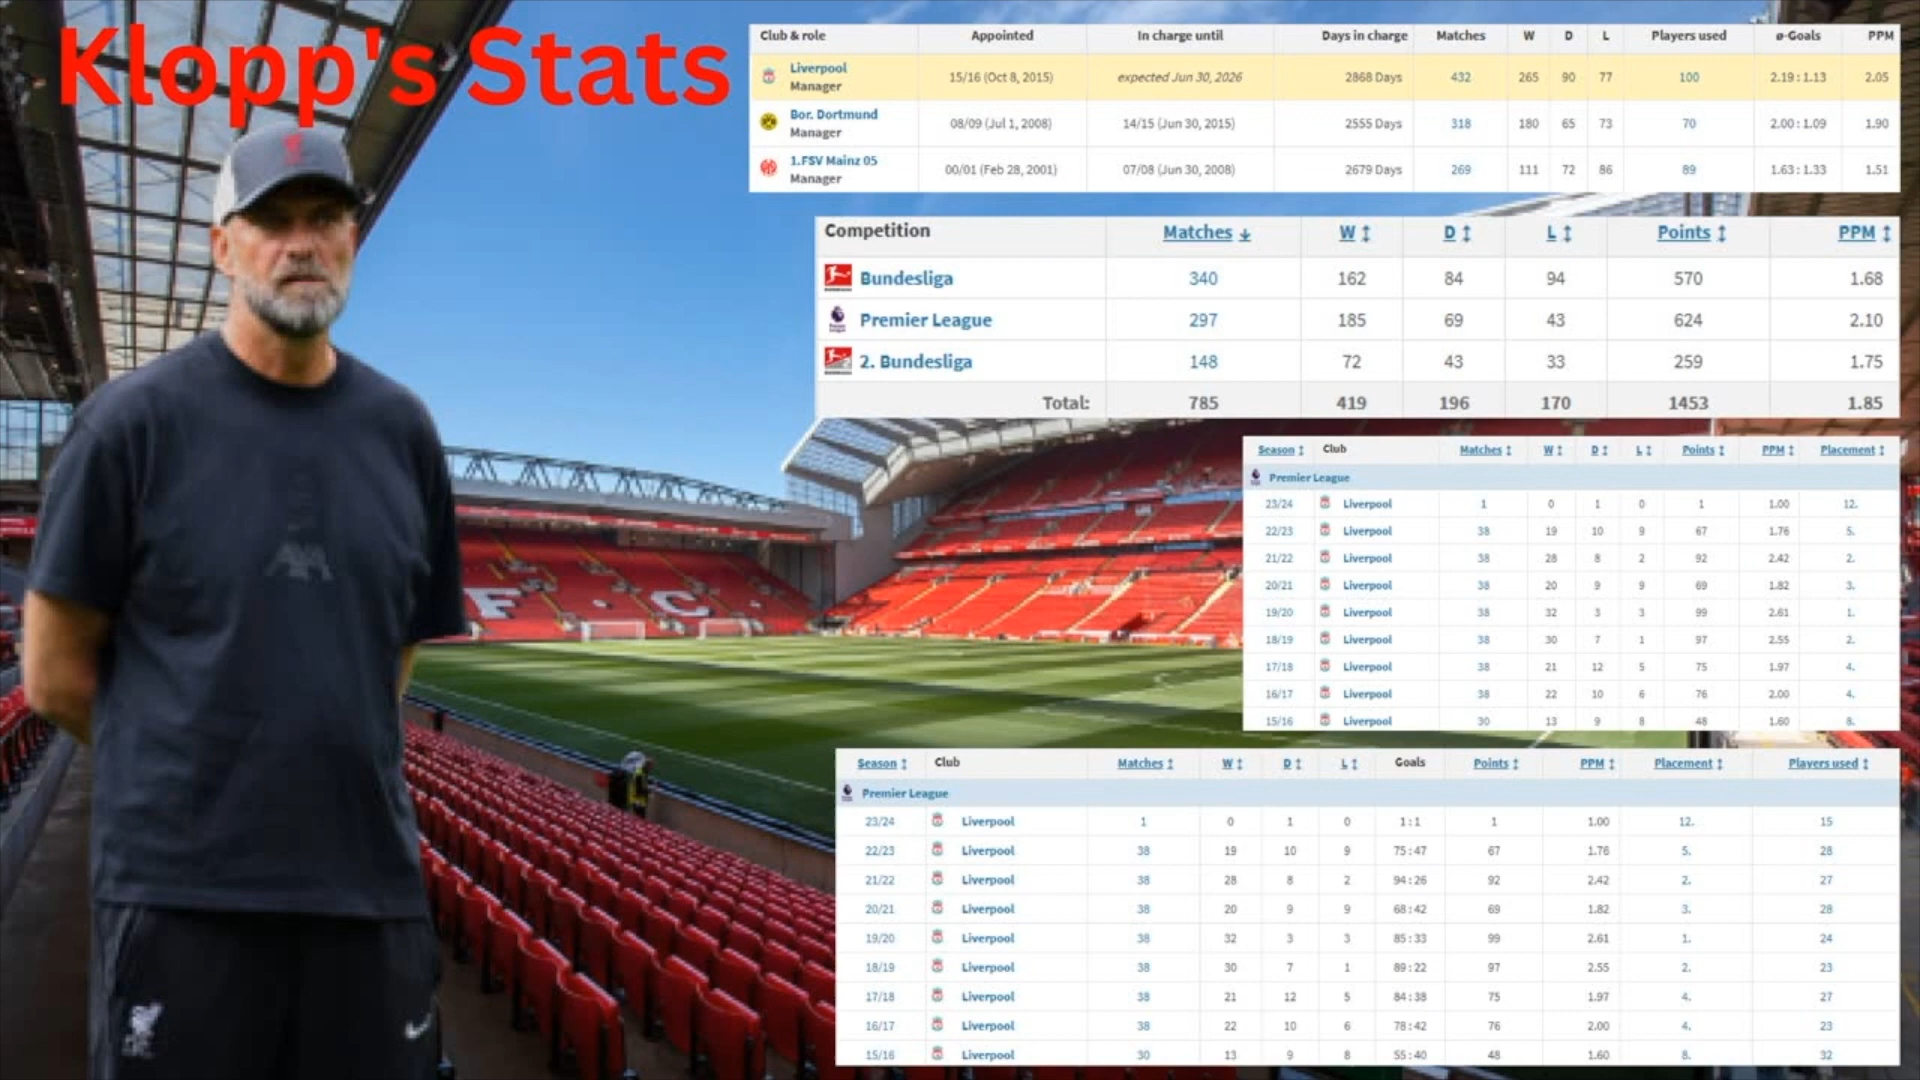 Klopp's Stats
Club & role Appointed In charge until Days in charge Matches W D L Players used ø-Goals PPM
Liverpool
Manager 15/16 (Oct 8, 2015) expected Jun 30, 2026 2868 Days 432 265 90 77 100 2.19 : 1.13 2.05
Bor. Dortmund
Manager 08/09 (Jul 1, 2008) 14/15 (Jun 30, 2015) 2555 Days 318 180 65 73 70 2.00 : 1.09 1.90
1.FSV Mainz 05
Manager 00/01 (Feb 28, 2001) 07/08 (Jun 30, 2008) 2679 Days 269 111 72 86 89 1.63 : 1.33 1.51
Competition Matches W D L Points PPM
Bundesliga 340 162 84 94 570 1.68
Premier League 297 185 69 43 624 2.10
2. Bundesliga 148 72 43 33 259 1.75
Total: 785 419 196 170 1453 1.85
Season Club Matches W D L Points PPM Placement
Premier League
23/24 Liverpool 1 0 1 0 1 1.00 12.
22/23 Liverpool 38 19 10 9 67 1.76 5.
21/22 Liverpool 38 28 8 2 92 2.42 2.
20/21 Liverpool 38 20 9 9 69 1.82 3.
19/20 Liverpool 38 32 3 3 99 2.61 1.
18/19 Liverpool 38 30 7 1 97 2.55 2.
17/18 Liverpool 38 21 12 5 75 1.97 4.
16/17 Liverpool 38 22 10 6 76 2.00 4.
15/16 Liverpool 30 13 9 8 48 1.60 8.
Season Club Matches W D L Goals Points PPM Placement Players used
Premier League
23/24 Liverpool 1 0 1 0 1 : 1 1 1.00 12. 15
22/23 Liverpool 38 19 10 9 75 : 47 67 1.76 5. 28
21/22 Liverpool 38 28 8 2 94 : 26 92 2.42 2. 27
20/21 Liverpool 38 20 9 9 68 : 42 69 1.82 3. 28
19/20 Liverpool 38 32 3 3 85 : 33 99 2.61 1. 24
18/19 Liverpool 38 30 7 1 89 : 22 97 2.55 2. 23
17/18 Liverpool 38 21 12 5 84 : 38 75 1.97 4. 27
16/17 Liverpool 38 22 10 6 78 : 42 76 2.00 4. 23
15/16 Liverpool 30 13 9 8 55 : 40 48 1.60 8. 32
AXA
F. C.